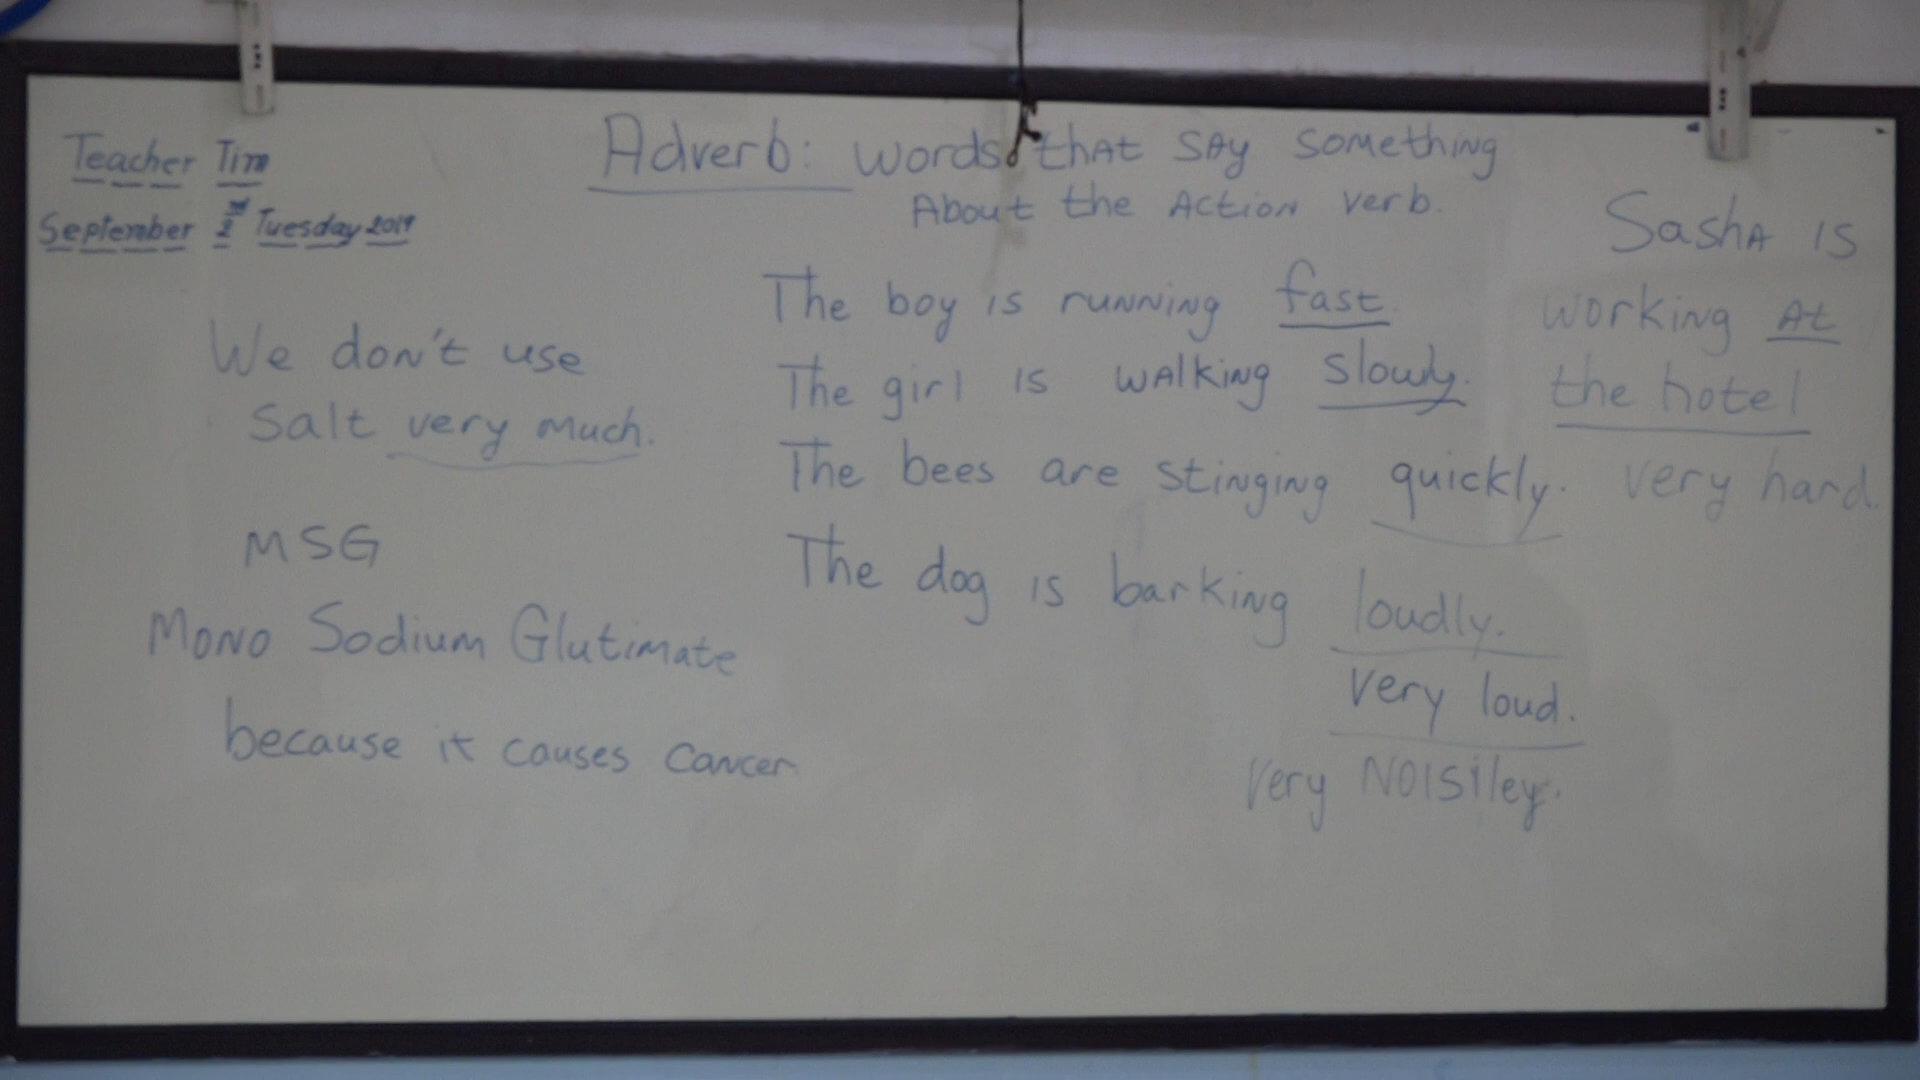 Teacher Tim
September 2nd Tuesday 2019
Adverb: words that say something
About the Action verb.
The boy is running fast.
The girl is walking slowly.
The bees are stinging quickly.
The dog is barking loudly.
very loud.
very NOISiley.
Sasha is
working At
the hotel
very hard.
We don't use
Salt very much.
MSG
Mono Sodium Glutimate
because it causes cancer